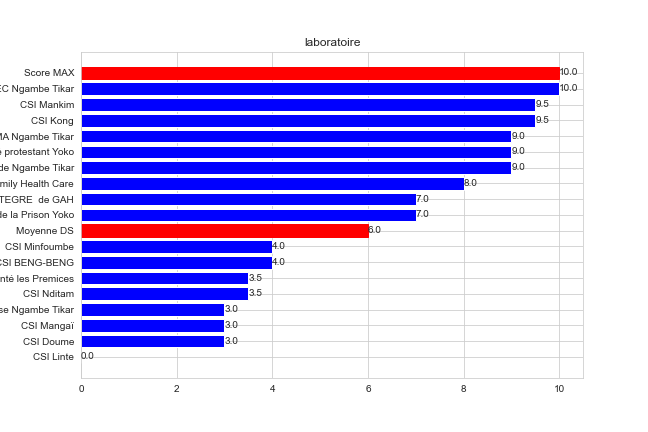 laboratoire
Score MAX 10.0
EC Ngambe Tikar 10.0
CSI Mankim 9.5
CSI Kong 9.5
MA Ngambe Tikar 9.0
e protestant Yoko 9.0
de Ngambe Tikar 9.0
mily Health Care 8.0
TEGRE de GAH 7.0
de la Prison Yoko 7.0
Moyenne DS 6.0
CSI Minfoumbe 4.0
CSI BENG-BENG 4.0
nté les Premices 3.5
CSI Nditam 3.5
se Ngambe Tikar 3.0
CSI Mangaï 3.0
CSI Doume 3.0
CSI Linte 0.0
0 2 4 6 8 10